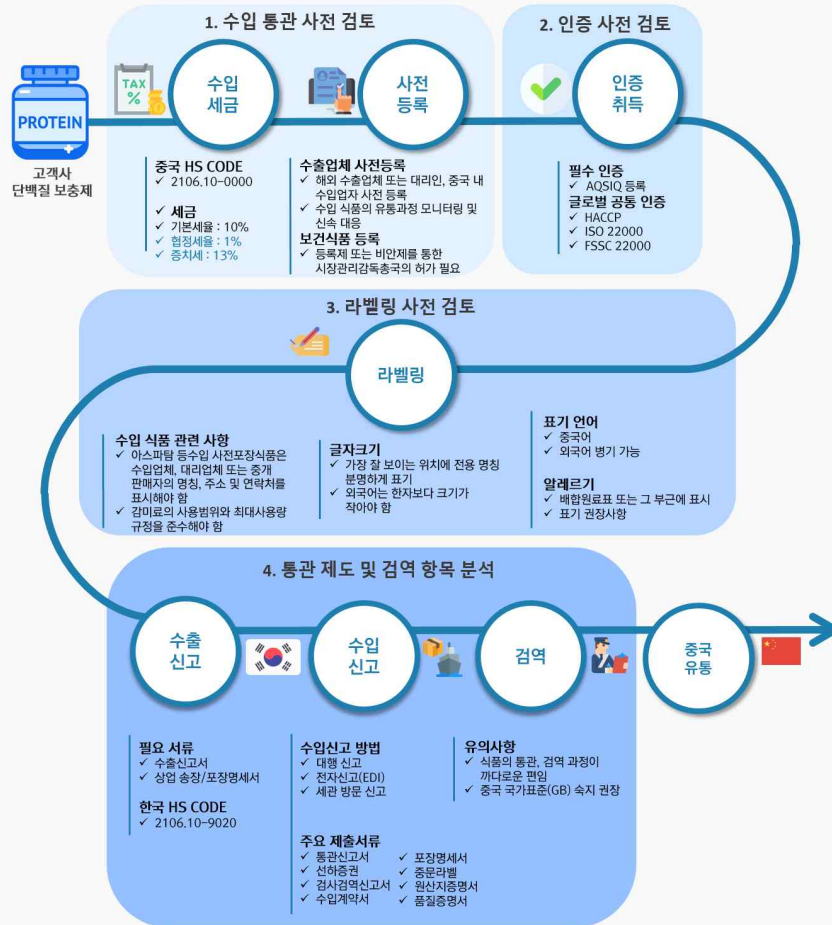 1. 수입 통관 사전 검토
2. 인증 사전 검토
TAX
%
수입
세금
사전
등록
인증
취득
PROTEIN
고객사
단백질 보충제
중국 HS CODE
✓ 2106.10-0000
✓ 세금
✓ 기본세율 : 10%
✓ 협정세율 : 1%
✓ 증치세 : 13%
수출업체 사전등록
✓ 해외 수출업체 또는 대리인, 중국 내
수입업자 사전 등록
✓ 수입 식품의 유통과정 모니터링 및
신속 대응
보건식품 등록
✓ 등록제 또는 비안제를 통한
시장관리감독총국의 허가 필요
필수 인증
✓ AQSIQ 등록
글로벌 공통 인증
✓ HACCP
✓ ISO 22000
✓ FSSC 22000
3. 라벨링 사전 검토
라벨링
수입 식품 관련 사항
✓ 아스파탐 등수입 사전포장식품은
수입업체, 대리업체 또는 중개
판매자의 명칭, 주소 및 연락처를
표시해야 함
✓ 감미료의 사용범위와 최대사용량
규정을 준수해야 함
글자크기
✓ 가장 잘 보이는 위치에 전용 명칭
분명하게 표기
✓ 외국어는 한자보다 크기가
작아야 함
표기 언어
✓ 중국어
✓ 외국어 병기 가능
알레르기
✓ 배합원료표 또는 그 부근에 표시
✓ 표기 권장사항
4. 통관 제도 및 검역 항목 분석
수출
신고
수입
신고
검역
중국
유통
필요 서류
✓ 수출신고서
✓ 상업 송장/포장명세서
한국 HS CODE
✓ 2106.10-9020
수입신고 방법
✓ 대행 신고
✓ 전자신고(EDI)
✓ 세관 방문 신고
주요 제출서류
✓ 통관신고서
✓ 선하증권
✓ 검사검역신고서
✓ 수입계약서
✓ 포장명세서
✓ 중문라벨
✓ 원산지증명서
✓ 품질증명서
유의사항
✓ 식품의 통관, 검역 과정이
까다로운 편임
✓ 중국 국가표준(GB) 숙지 권장